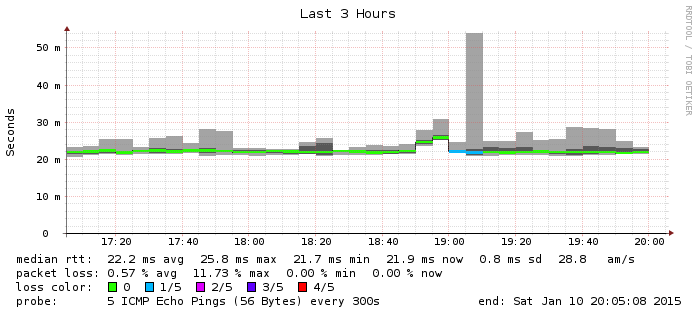 Last 3 Hours
RRDTOOL / TOBI OETIKER
Seconds
50 m
40 m
30 m
20 m
10 m
0
17:20 17:40 18:00 18:20 18:40 19:00 19:20 19:40 20:00
median rtt: 22.2 ms avg 25.8 ms max 21.7 ms min 21.9 ms now 0.8 ms sd 28.8 am/s
packet loss: 0.57 % avg 11.73 % max 0.00 % min 0.00 % now
loss color: 0 1/5 2/5 3/5 4/5
probe: 5 ICMP Echo Pings (56 Bytes) every 300s end: Sat Jan 10 20:05:08 2015